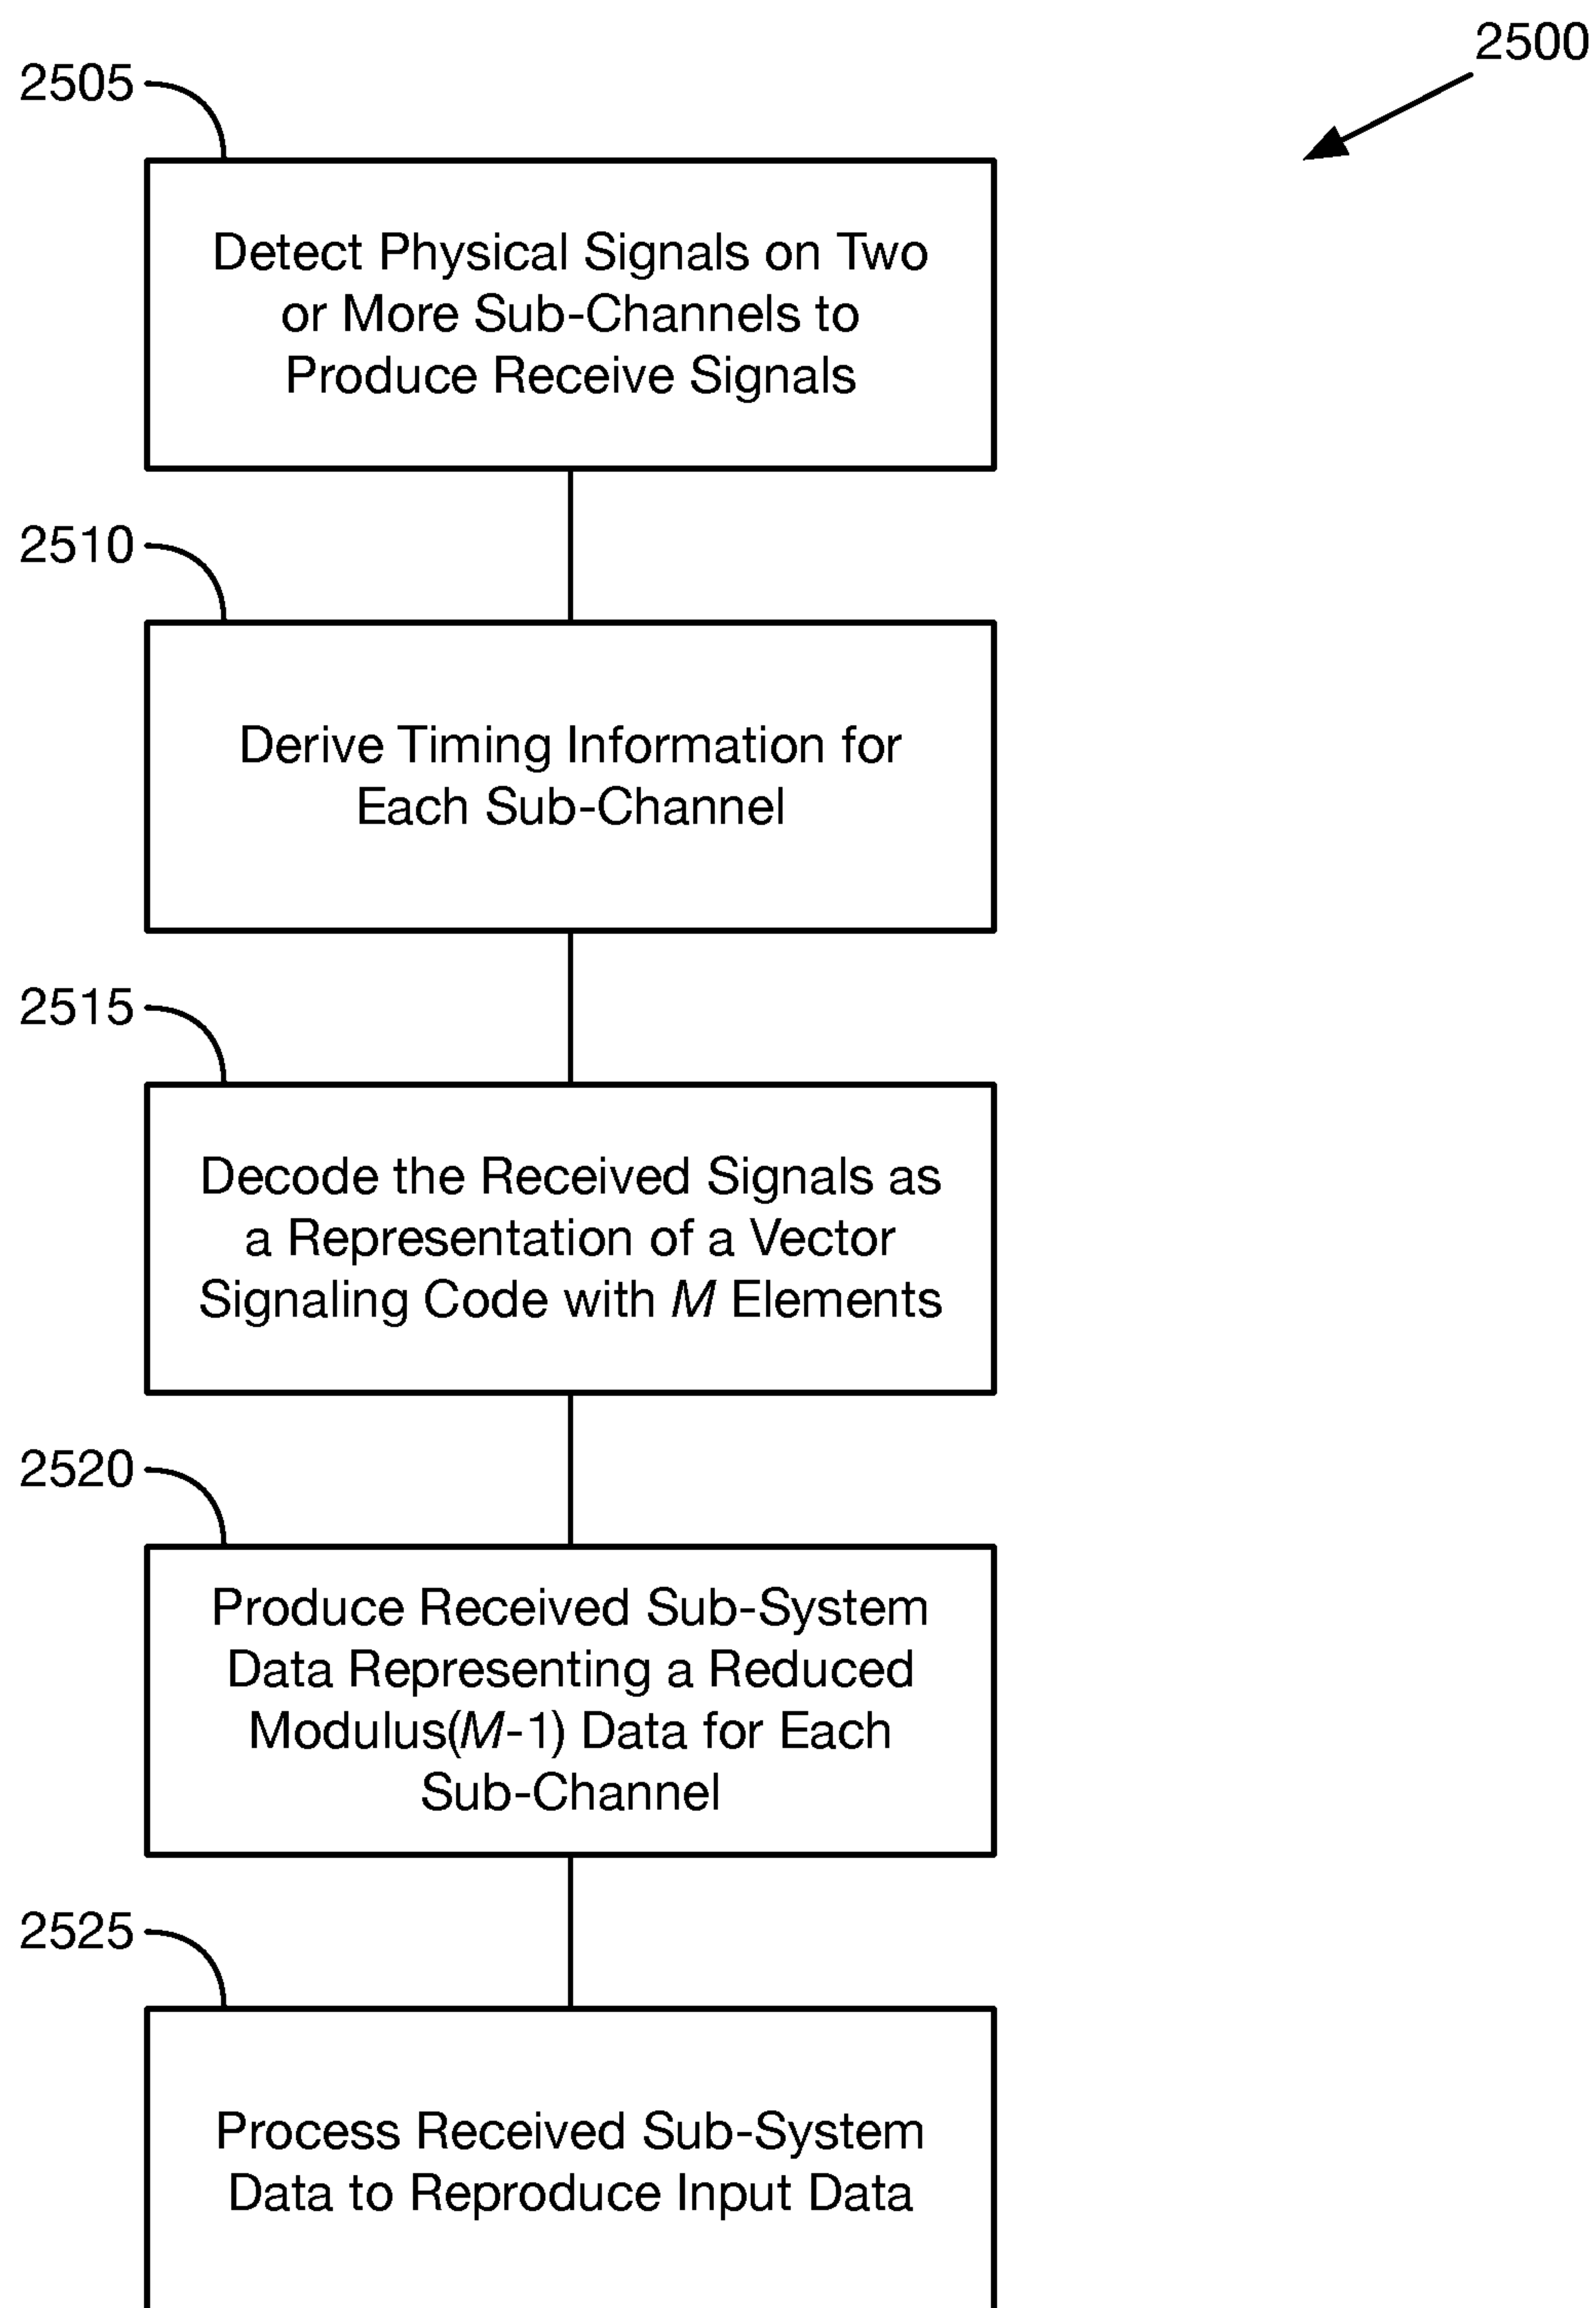 2500
2505
Detect Physical Signals on Two
or More Sub-Channels to
Produce Receive Signals
2510
Derive Timing Information for
Each Sub-Channel
2515
Decode the Received Signals as
a Representation of a Vector
Signaling Code with M Elements
2520
Produce Received Sub-System
Data Representing a Reduced
Modulus(M-1) Data for Each
Sub-Channel
2525
Process Received Sub-System
Data to Reproduce Input Data